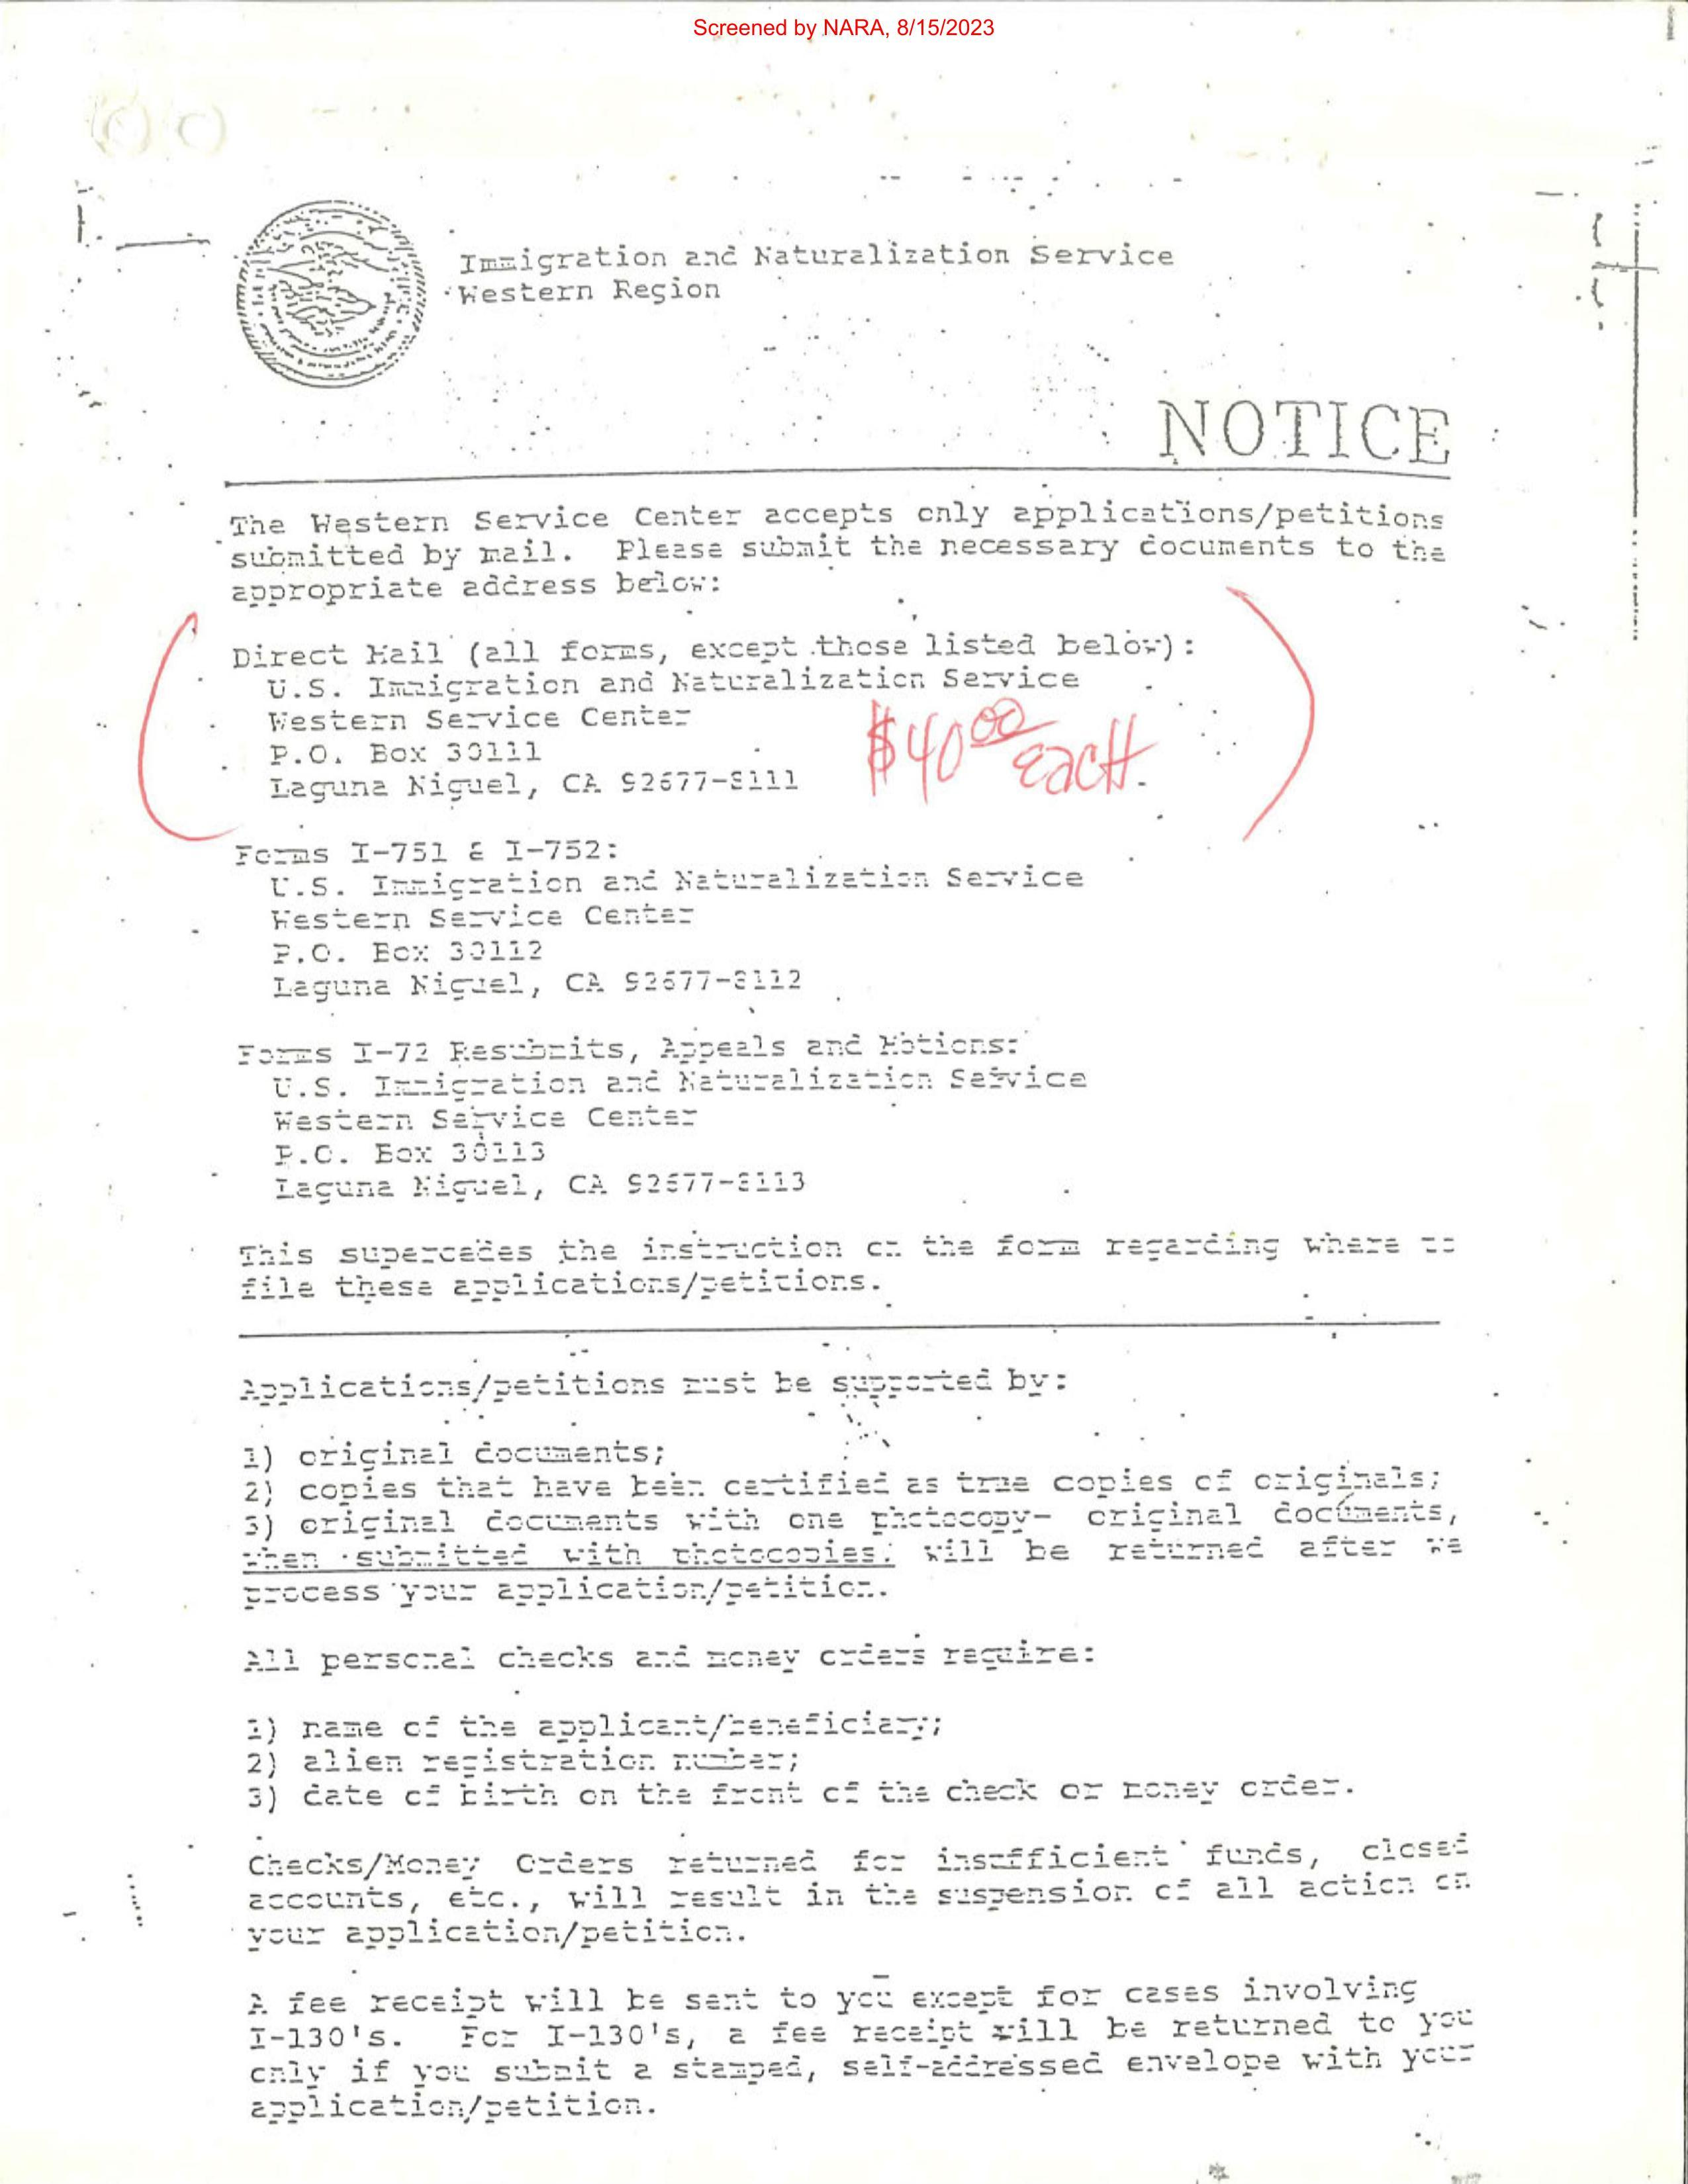 Screened by NARA, 8/15/2023
Immigration and Naturalization Service
Western Region
NOTICE
The Western Service Center accepts only applications/petitions
submitted by mail. Please submit the necessary documents to the
appropriate address below:
Direct Mail (all forms, except those listed below):
U.S. Immigration and Naturalization Service
Western Service Center
P.O. Box 30111
Laguna Niguel, CA 92677-8111
$40.00 each.
Forms I-751 & I-752:
U.S. Immigration and Naturalization Service
Western Service Center
P.O. Box 30112
Laguna Niguel, CA 92677-8112
Forms I-72 Resubmits, Appeals and Motions:
U.S. Immigration and Naturalization Service
Western Service Center
P.O. Box 30113
Laguna Niguel, CA 92677-8113
This supercedes the instruction on the form regarding where to
file these applications/petitions.
Applications/petitions must be supported by:
1) original documents;
2) copies that have been certified as true copies of originals;
3) original documents with one photocopy- original documents,
when submitted with photocopies, will be returned after we
process your application/petition.
All personal checks and money orders require:
1) name of the applicant/beneficiary;
2) alien registration number;
3) date of birth on the front of the check or money order.
Checks/Money Orders returned for insufficient funds, closed
accounts, etc., will result in the suspension of all action on
your application/petition.
A fee receipt will be sent to you except for cases involving
I-130's. For I-130's, a fee receipt will be returned to you
only if you submit a stamped, self-addressed envelope with your
application/petition.